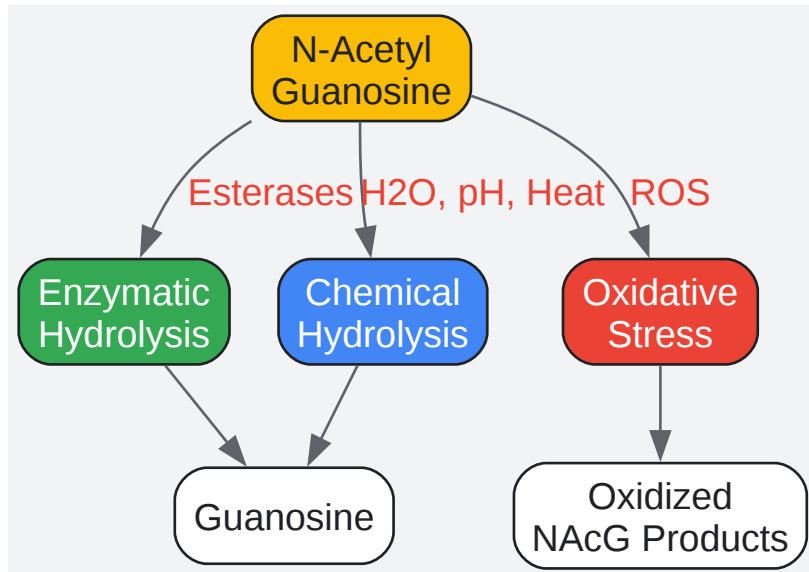 N-Acetyl
Guanosine
Esterases H2O, pH, Heat ROS
Enzymatic
Hydrolysis
Chemical
Hydrolysis
Oxidative
Stress
Guanosine
Oxidized
NAcG Products